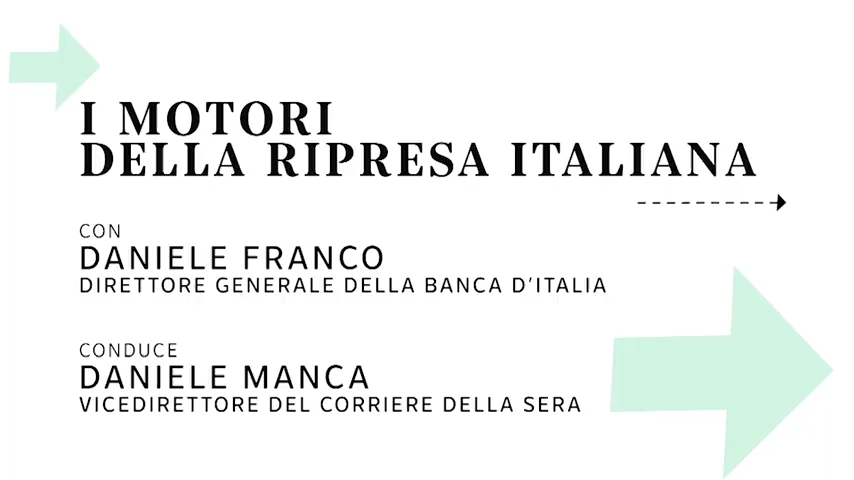 I MOTORI
DELLA RIPRESA ITALIANA
CON
DANIELE FRANCO
DIRETTORE GENERALE DELLA BANCA D'ITALIA
CONDUCE
DANIELE MANCA
VICEDIRETTORE DEL CORRIERE DELLA SERA